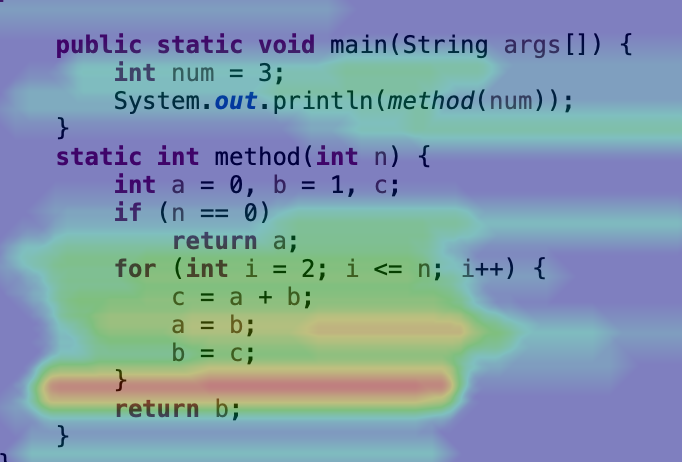 public static void main(String args[]) {
int num = 3;
System.out.println(method(num));
}
static int method(int n) {
int a = 0, b = 1, c;
if (n == 0)
return a;
for (int i = 2; i <= n; i++) {
c = a + b;
a = b;
b = c;
}
return b;
}
}